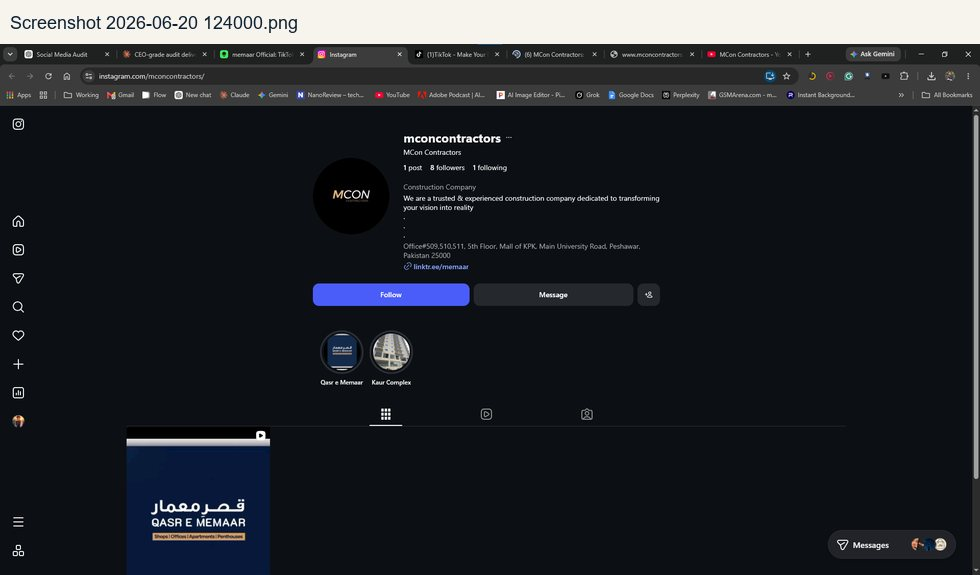 Screenshot 2026-06-20 124000.png
Social Media Audit
CEO-grade audit deliv
memaar Official: TikTo
Instagram
(1)TikTok - Make Your
(6) MCon Contractors
www.mconcontractors
MCon Contractors - Yo
Ask Gemini
instagram.com/mconcontractors/
Apps
Working
Gmail
Flow
New chat
Claude
Gemini
NanoReview – tech...
YouTube
Adobe Podcast | AI...
AI Image Editor - Pi...
Grok
Google Docs
Perplexity
GSMArena.com - m...
Instant Background...
All Bookmarks
mconcontractors
MCon Contractors
1 post 8 followers 1 following
MCON
Construction Company
We are a trusted & experienced construction company dedicated to transforming
your vision into reality
.
.
.
Office#509,510,511, 5th Floor, Mall of KPK, Main University Road, Peshawar,
Pakistan 25000
linktr.ee/memaar
Follow
Message
Qasr e Memaar
Kaur Complex
قصرِ معمار
QASR E MEMAAR
Shops | Offices | Apartments | Penthouses
Messages